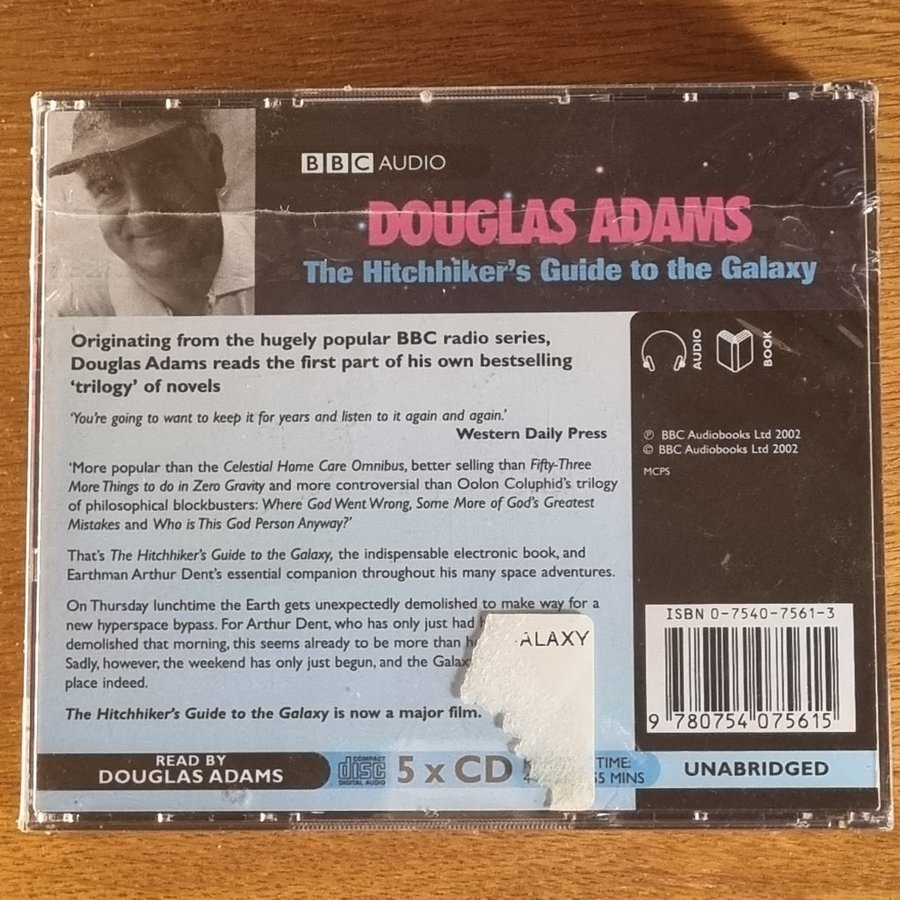 BBC AUDIO
DOUGLAS ADAMS
The Hitchhiker's Guide to the Galaxy
Originating from the hugely popular BBC radio series,
Douglas Adams reads the first part of his own bestselling
'trilogy' of novels
'You're going to want to keep it for years and listen to it again and again.'
Western Daily Press
'More popular than the Celestial Home Care Omnibus, better selling than Fifty-Three
More Things to do in Zero Gravity and more controversial than Oolon Coluphid's trilogy
of philosophical blockbusters: Where God Went Wrong, Some More of God's Greatest
Mistakes and Who is This God Person Anyway?'
That's The Hitchhiker's Guide to the Galaxy, the indispensable electronic book, and
Earthman Arthur Dent's essential companion throughout his many space adventures.
On Thursday lunchtime the Earth gets unexpectedly demolished to make way for a
new hyperspace bypass. For Arthur Dent, who has only just had
demolished that morning, this seems already to be more than
Sadly, however, the weekend has only just begun, and the
place indeed.
The Hitchhiker's Guide to the Galaxy is now a major film.
ALAXY
AUDIO
BOOK
℗ BBC Audiobooks Ltd 2002
© BBC Audiobooks Ltd 2002
MCPS
ISBN 0-7540-7561-3
9 780754 075615
READ BY
DOUGLAS ADAMS
COMPACT
disc
DIGITAL AUDIO
5 x CD
TIME:
55 MINS
UNABRIDGED